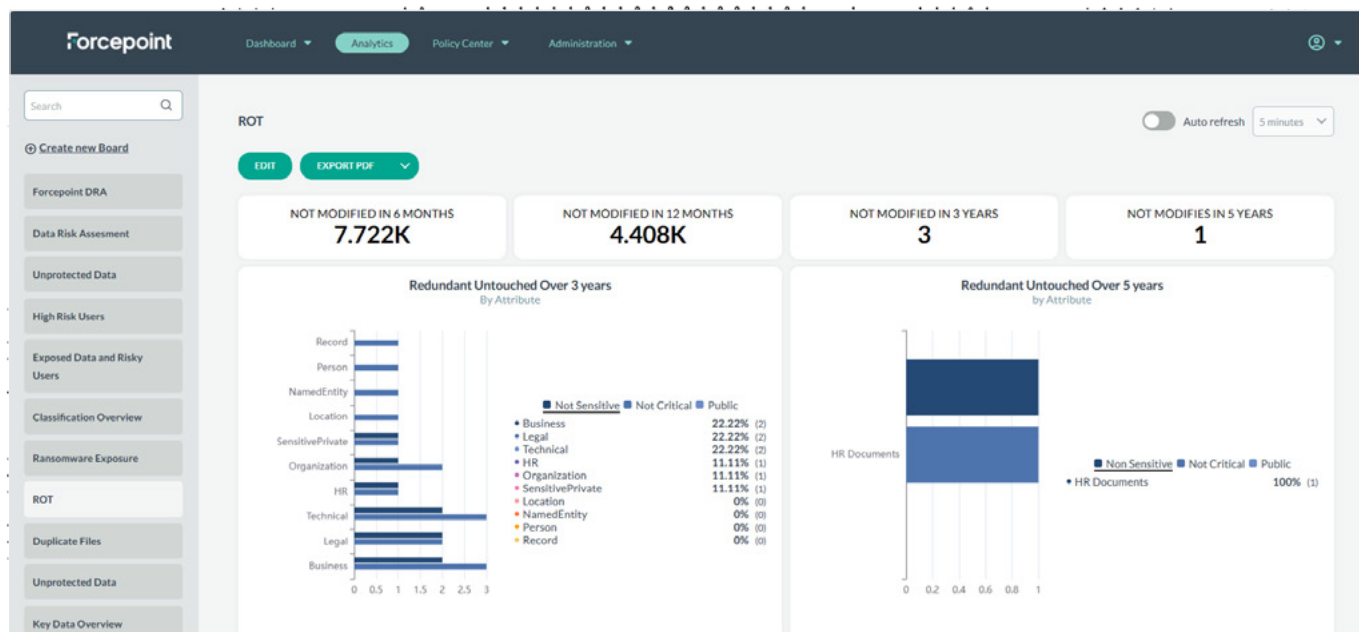 Forcepoint
Dashboard
Analytics
Policy Center
Administration
Search
Create new Board
Forcepoint DRA
Data Risk Assesment
Unprotected Data
High Risk Users
Exposed Data and Risky
Users
Classification Overview
Ransomware Exposure
ROT
Duplicate Files
Unprotected Data
Key Data Overview
ROT
Auto refresh
5 minutes
EDIT
EXPORT PDF
NOT MODIFIED IN 6 MONTHS
7.722K
NOT MODIFIED IN 12 MONTHS
4.408K
NOT MODIFIED IN 3 YEARS
3
NOT MODIFIES IN 5 YEARS
1
Redundant Untouched Over 3 years
By Attribute
Record
Person
NamedEntity
Location
SensitivePrivate
Organization
HR
Technical
Legal
Business
0 0.5 1 1.5 2 2.5 3
Not Sensitive Not Critical Public
Business 22.22% (2)
Legal 22.22% (2)
Technical 22.22% (2)
HR 11.11% (1)
Organization 11.11% (1)
SensitivePrivate 11.11% (1)
Location 0% (0)
NamedEntity 0% (0)
Person 0% (0)
Record 0% (0)
Redundant Untouched Over 5 years
by Attribute
HR Documents
0 0.2 0.4 0.6 0.8 1
Non Sensitive Not Critical Public
HR Documents 100% (1)